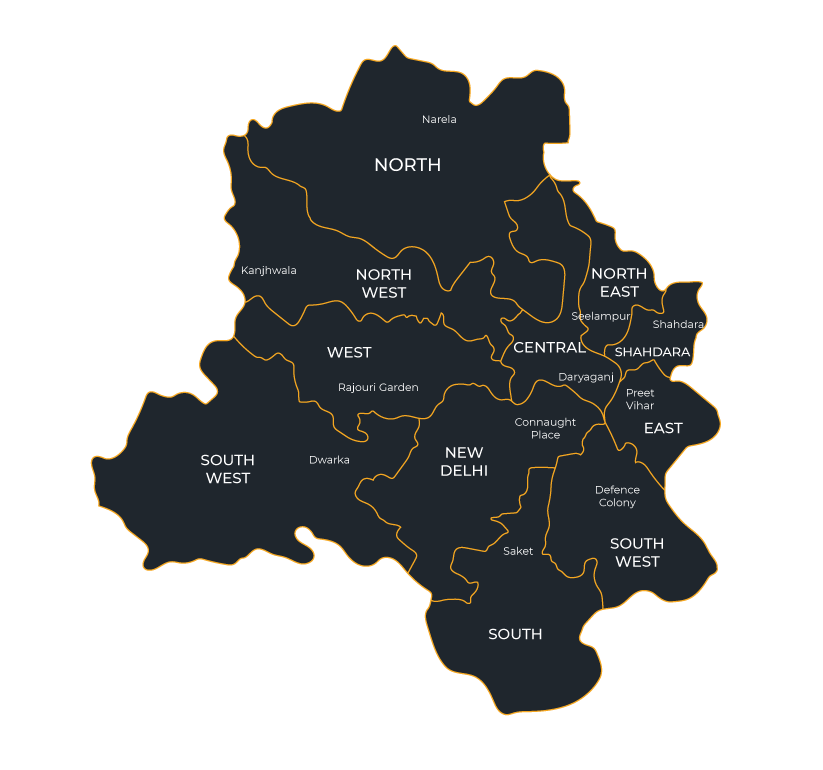 Narela
NORTH
Kanjhwala
NORTH
WEST
NORTH
EAST
Seelampur
Shahdara
SHAHDARA
CENTRAL
WEST
Daryaganj
Rajouri Garden
Preet
Vihar
EAST
Connaught
Place
NEW
DELHI
Dwarka
SOUTH
WEST
Defence
Colony
SOUTH
WEST
Saket
SOUTH